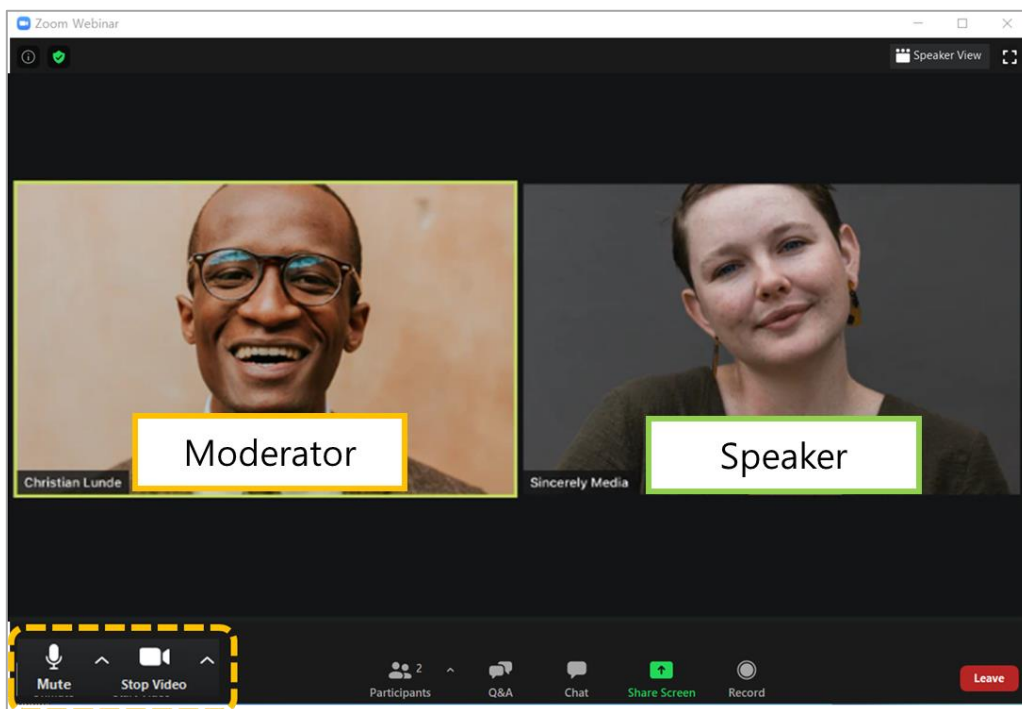 Zoom Webinar
Speaker View
Moderator
Speaker
Christian Lunde
Sincerely Media
Mute
Stop Video
2
Participants
Q&A
Chat
Share Screen
Record
Leave